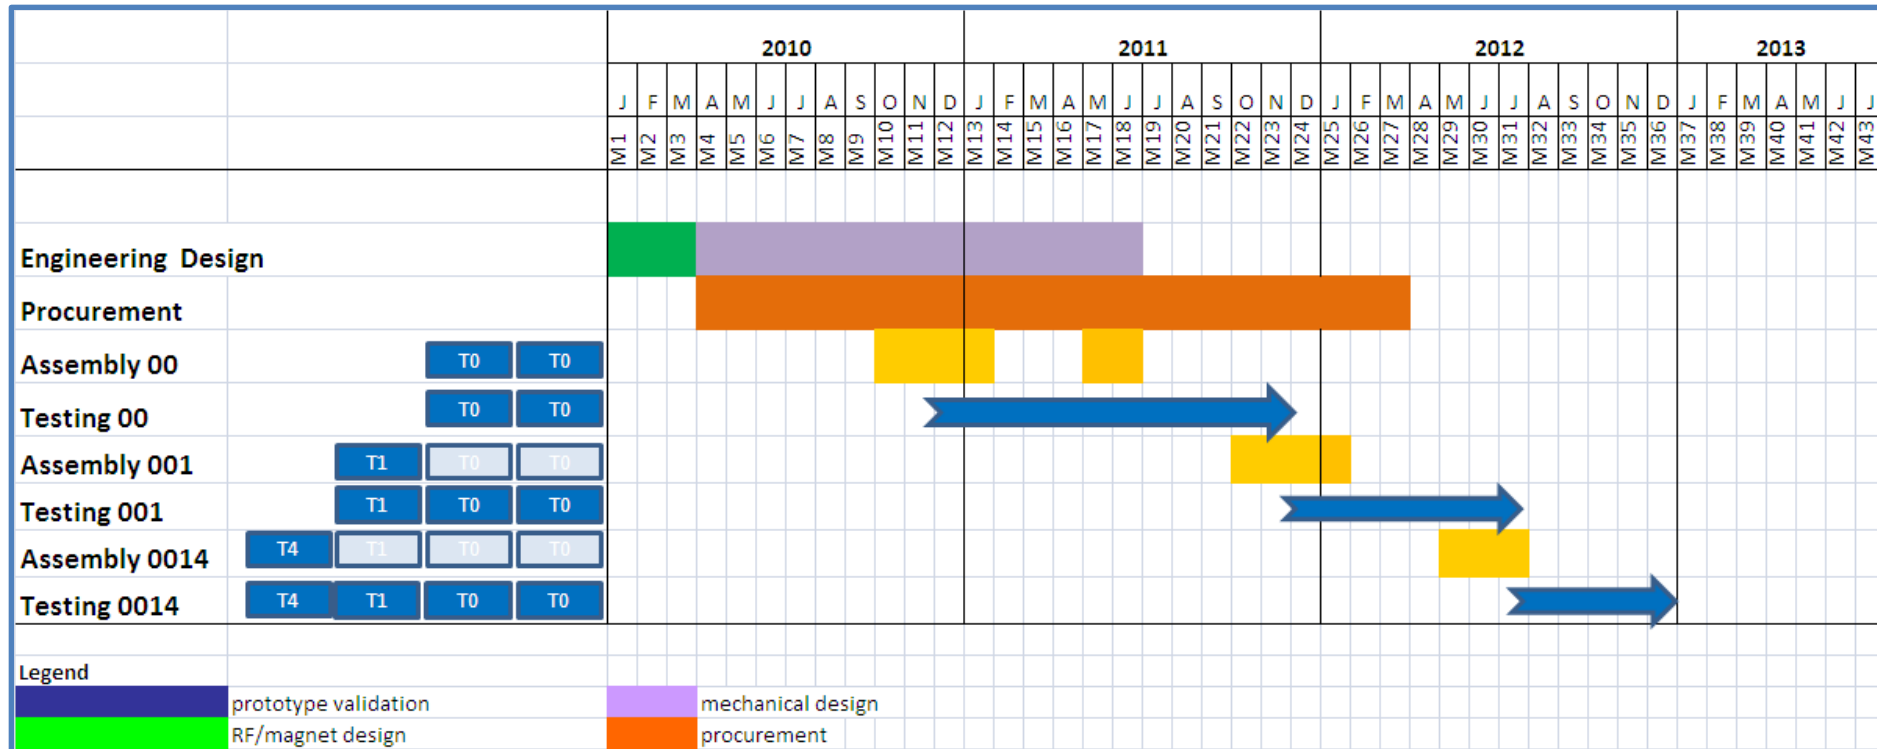 2010 2011 2012 2013
J F M A M J J A S O N D J F M A M J J A S O N D J F M A M J J A S O N D J F M A M J J
M1 M2 M3 M4 M5 M6 M7 M8 M9 M10 M11 M12 M13 M14 M15 M16 M17 M18 M19 M20 M21 M22 M23 M24 M25 M26 M27 M28 M29 M30 M31 M32 M33 M34 M35 M36 M37 M38 M39 M40 M41 M42 M43
Engineering Design
Procurement
Assembly 00 T0 T0
Testing 00 T0 T0
Assembly 001 T1 T0 T0
Testing 001 T1 T0 T0
Assembly 0014 T4 T1 T0 T0
Testing 0014 T4 T1 T0 T0
Legend
prototype validation mechanical design
RF/magnet design procurement